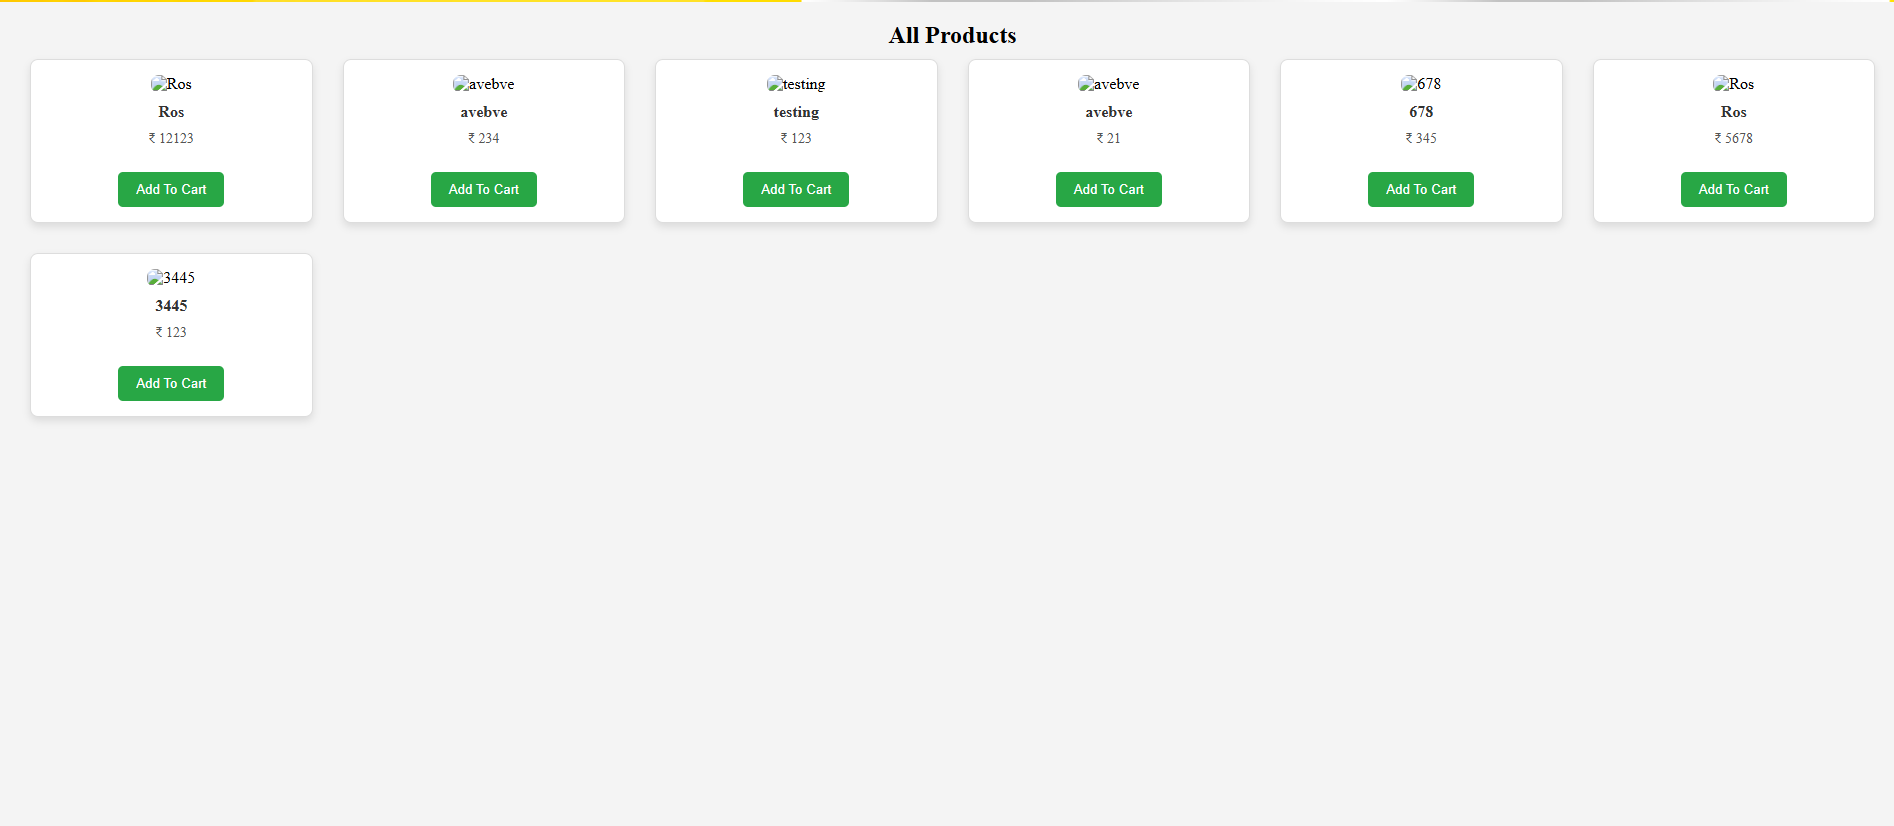 All Products
Ros
Ros
₹ 12123
Add To Cart
avebve
avebve
₹ 234
Add To Cart
testing
testing
₹ 123
Add To Cart
avebve
avebve
₹ 21
Add To Cart
678
678
₹ 345
Add To Cart
Ros
Ros
₹ 5678
Add To Cart
3445
3445
₹ 123
Add To Cart